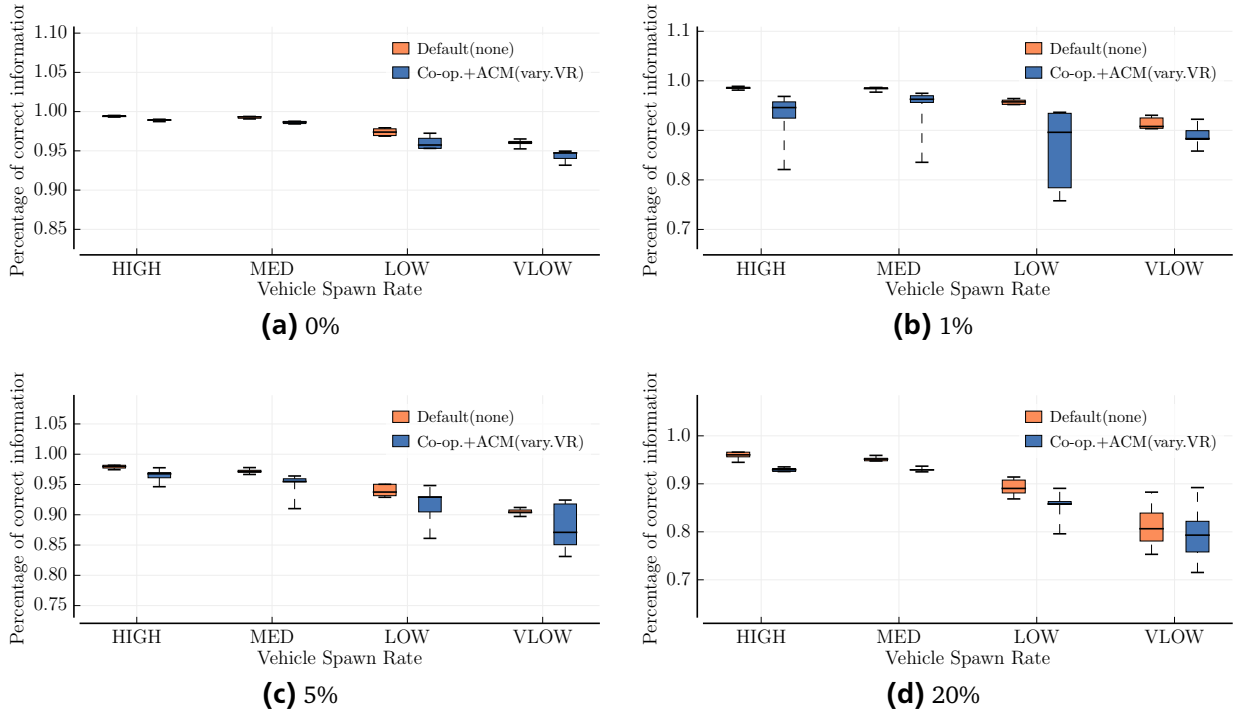 Percentage of correct information
1.10
1.05
1.00
0.95
0.90
0.85
Default(none)
Co-op.+ACM(vary.VR)
HIGH MED LOW VLOW
Vehicle Spawn Rate
(a) 0%
Percentage of correct information
1.1
1.0
0.9
0.8
0.7
Default(none)
Co-op.+ACM(vary.VR)
HIGH MED LOW VLOW
Vehicle Spawn Rate
(b) 1%
Percentage of correct information
1.05
1.00
0.95
0.90
0.85
0.80
0.75
Default(none)
Co-op.+ACM(vary.VR)
HIGH MED LOW VLOW
Vehicle Spawn Rate
(c) 5%
Percentage of correct information
1.0
0.9
0.8
0.7
Default(none)
Co-op.+ACM(vary.VR)
HIGH MED LOW VLOW
Vehicle Spawn Rate
(d) 20%